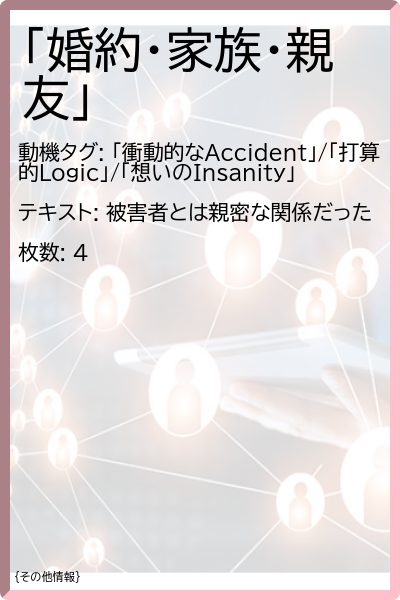 「婚約・家族・親
友」
動機タグ: 「衝動的なAccident」/「打算
的Logic」/「想いのInsanity」
テキスト: 被害者とは親密な関係だった
枚数: 4
{その他情報}